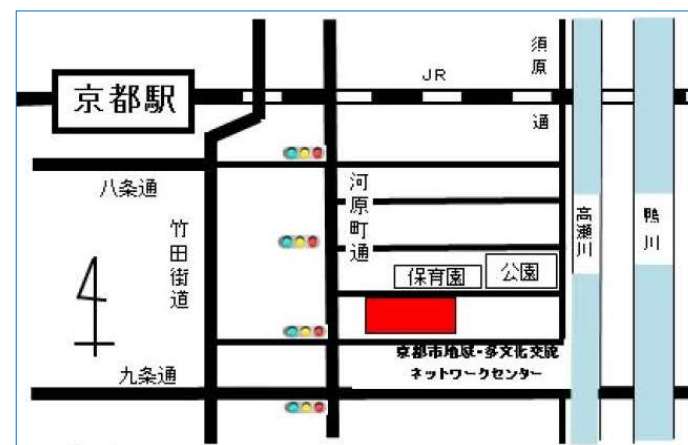 須原通
JR
京都駅
八条通
河原町通
竹田街道
高瀬川
鴨川
保育園
公園
京都市地域・多文化交流
ネットワークセンター
九条通